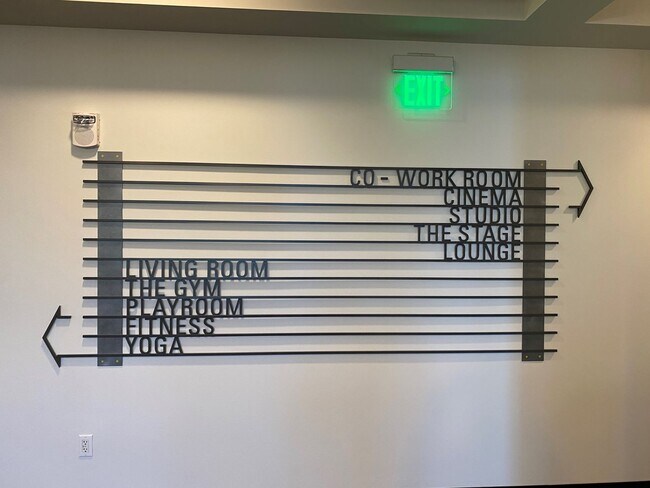 EXIT
CO - WORK ROOM
CINEMA
STUDIO
THE STAGE
LOUNGE
LIVING ROOM
THE GYM
PLAYROOM
FITNESS
YOGA